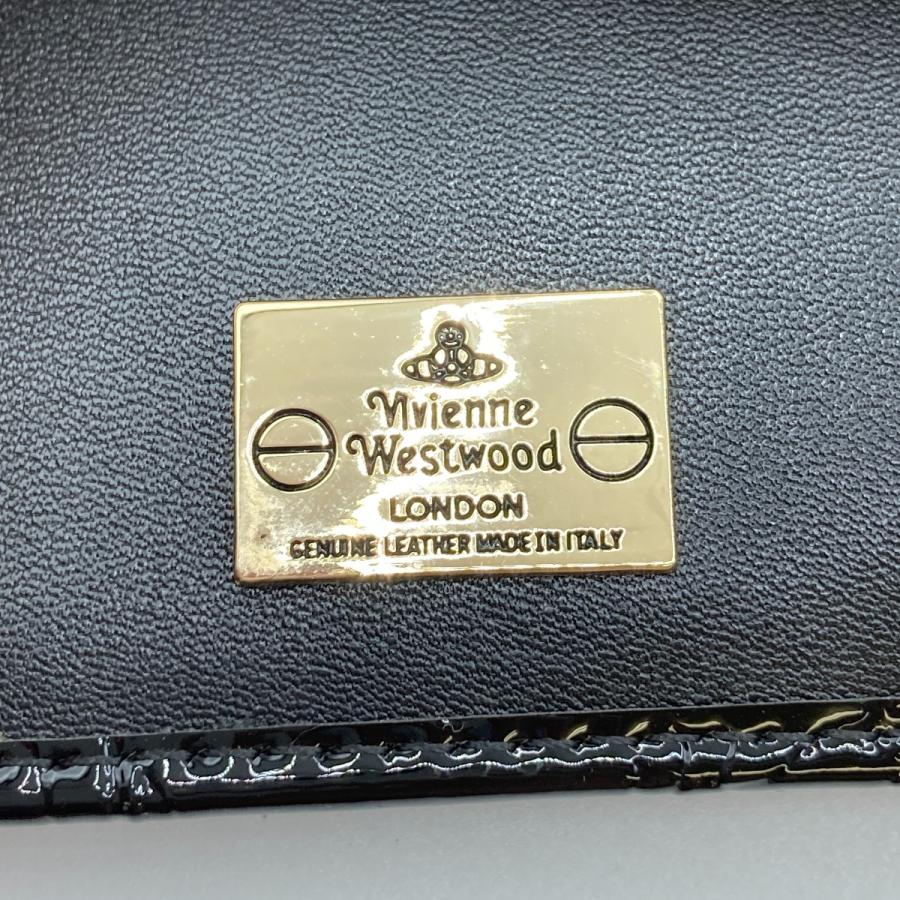 Vivienne
Westwood
LONDON
GENUINE LEATHER MADE IN ITALY